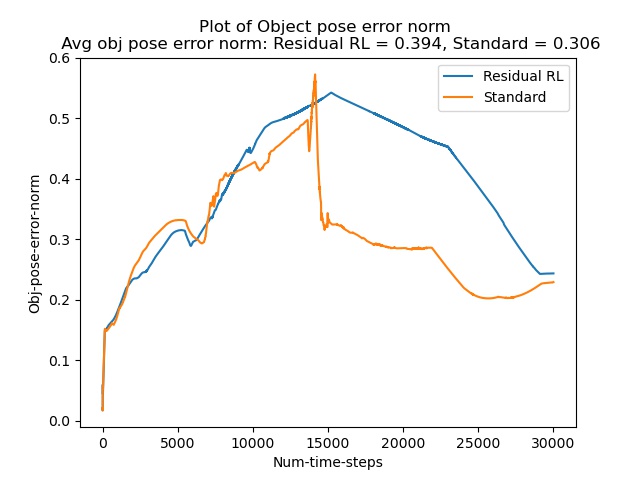 Plot of Object pose error norm
Avg obj pose error norm: Residual RL = 0.394, Standard = 0.306
Residual RL
Standard
Obj-pose-error-norm
0.6
0.5
0.4
0.3
0.2
0.1
0.0
0 5000 10000 15000 20000 25000 30000
Num-time-steps